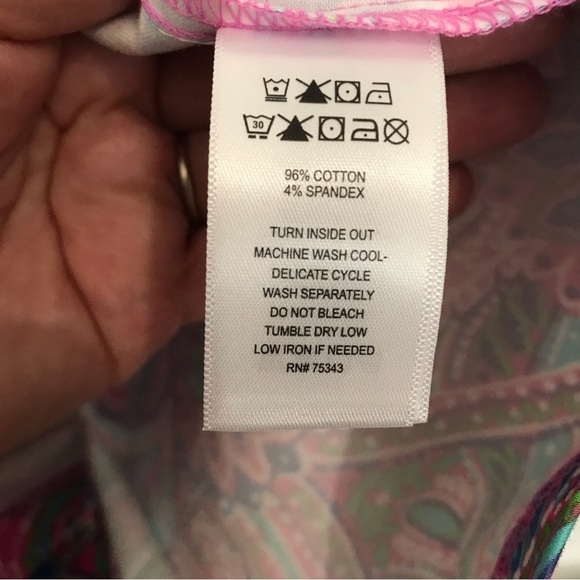 30
96% COTTON
4% SPANDEX
TURN INSIDE OUT
MACHINE WASH COOL-
DELICATE CYCLE
WASH SEPARATELY
DO NOT BLEACH
TUMBLE DRY LOW
LOW IRON IF NEEDED
RN# 75343